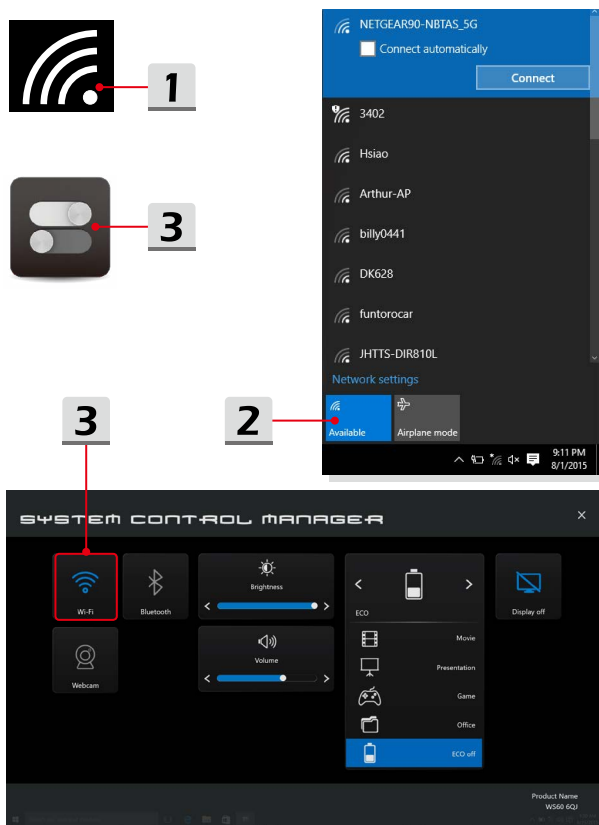 1
3
NETGEAR90-NBTAS_5G
Connect automatically
Connect
3402
Hsiao
Arthur-AP
billy0441
DK628
funtorocar
JHTTS-DIR810L
Network settings
Available
Airplane mode
9:11 PM
8/1/2015
2
3
SYSTEM CONTROL MANAGER
Wi-Fi
Bluetooth
Webcam
Brightness
Volume
ECO
Movie
Presentation
Game
Office
ECO off
Display off
Product Name
WS60 6QJ